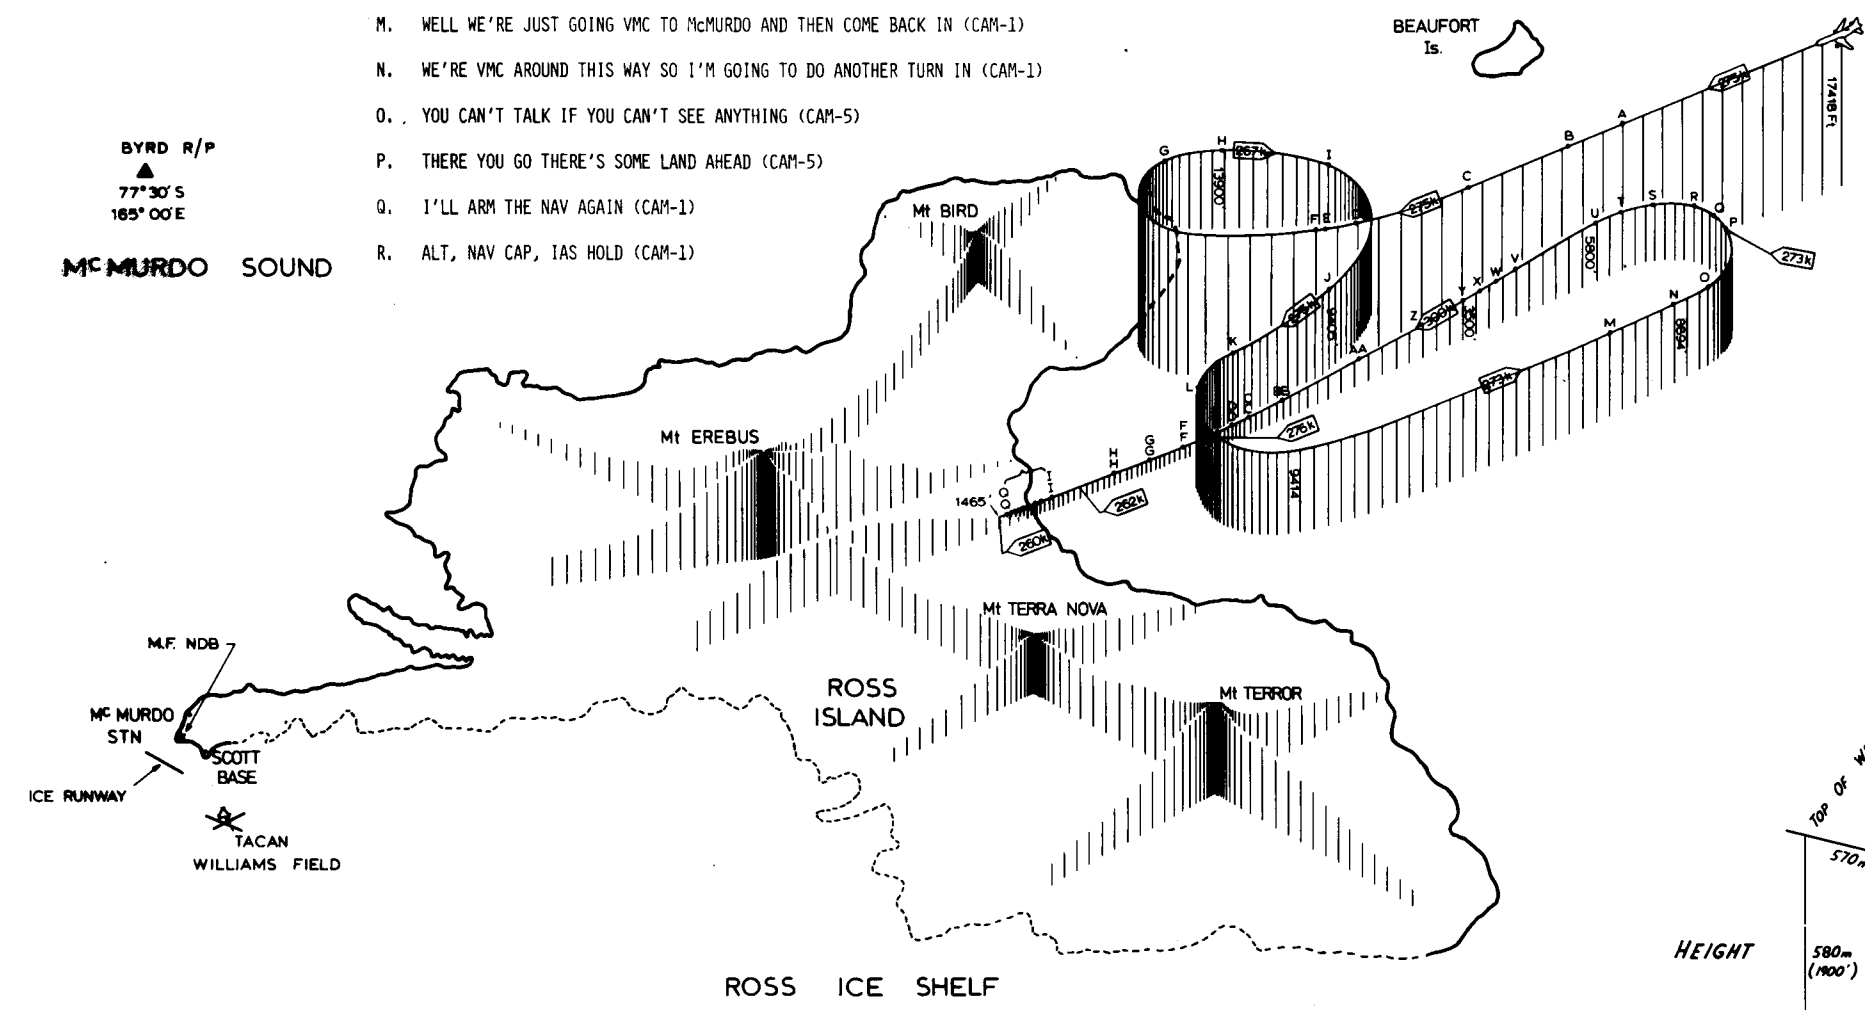 M. WELL WE'RE JUST GOING VMC TO McMURDO AND THEN COME BACK IN (CAM-1)
N. WE'RE VMC AROUND THIS WAY SO I'M GOING TO DO ANOTHER TURN IN (CAM-1)
O. YOU CAN'T TALK IF YOU CAN'T SEE ANYTHING (CAM-5)
P. THERE YOU GO THERE'S SOME LAND AHEAD (CAM-5)
Q. I'LL ARM THE NAV AGAIN (CAM-1)
R. ALT, NAV CAP, IAS HOLD (CAM-1)
BEAUFORT
Is.
275k
17418 Ft
A
B
C
275k
BYRD R/P
77°30'S
165°00'E
McMURDO SOUND
Mt BIRD
G
H
267k
I
13900'
F E
J
9405'
K
L
U
T
S
R
Q
P
273k
5800'
O
N
8694'
M
V
W
X
Y
Z
300k
AA
873k
276k
9414'
F
F
G
G
H
H
I
I
262k
Q
Q
1465'
260k
Mt EREBUS
Mt TERRA NOVA
Mt TERROR
ROSS
ISLAND
M.F. NDB
McMURDO
STN
SCOTT
BASE
ICE RUNWAY
TACAN
WILLIAMS FIELD
ROSS ICE SHELF
TOP OF
570m
HEIGHT
580m
(1900')